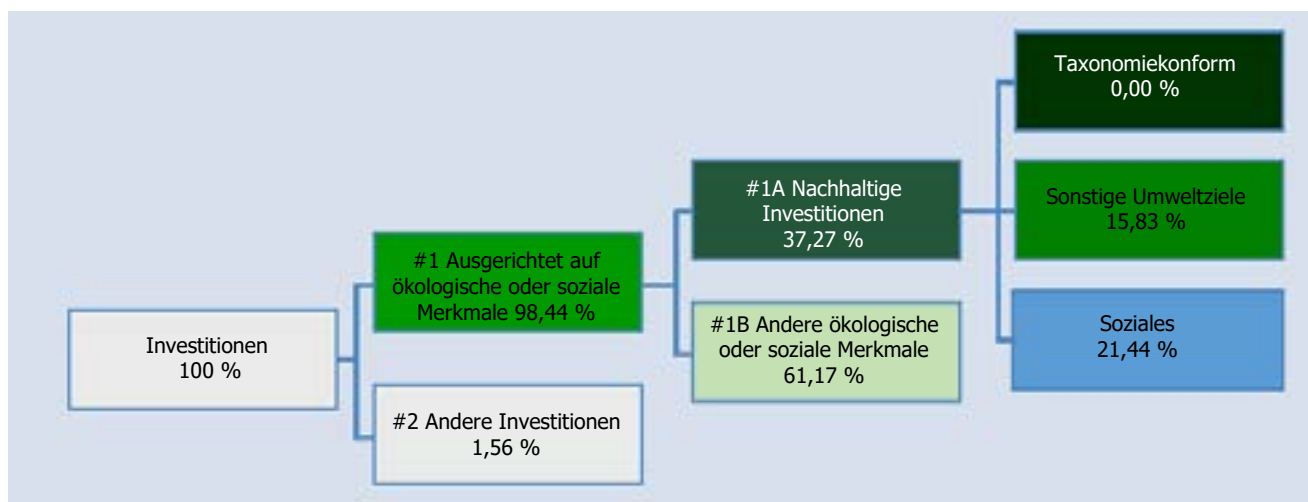 Investitionen
100 %
#1 Ausgerichtet auf
ökologische oder soziale
Merkmale 98,44 %
#2 Andere Investitionen
1,56 %
#1A Nachhaltige
Investitionen
37,27 %
#1B Andere ökologische
oder soziale Merkmale
61,17 %
Taxonomiekonform
0,00 %
Sonstige Umweltziele
15,83 %
Soziales
21,44 %